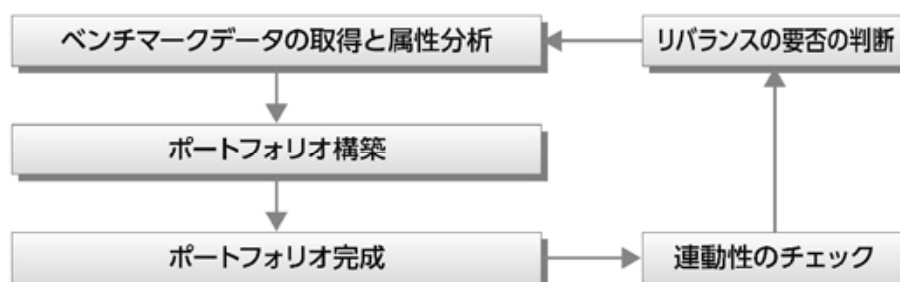 ベンチマークデータの取得と属性分析
リバランスの要否の判断
ポートフォリオ構築
ポートフォリオ完成
連動性のチェック